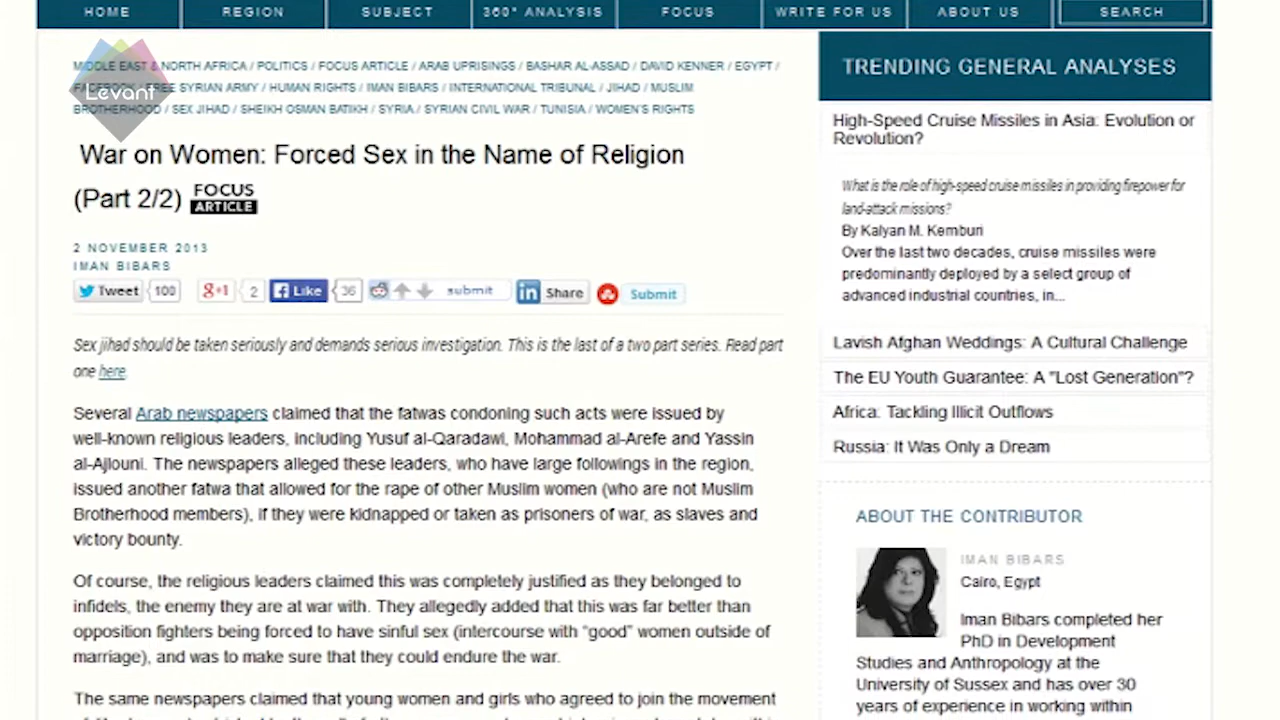 HOME REGION SUBJECT 360° ANALYSIS FOCUS WRITE FOR US ABOUT US SEARCH
MIDDLE EAST & NORTH AFRICA / POLITICS / FOCUS ARTICLE / ARAB UPRISINGS / BASHAR AL-ASSAD / DAVID KENNER / EGYPT /
FREE SYRIAN ARMY / HUMAN RIGHTS / IMAN BIBARS / INTERNATIONAL TRIBUNAL / JIHAD / MUSLIM
BROTHERHOOD / SEX JIHAD / SHEIKH OSMAN BATIKH / SYRIA / SYRIAN CIVIL WAR / TUNISIA / WOMEN'S RIGHTS
Levant
War on Women: Forced Sex in the Name of Religion
(Part 2/2) FOCUS
ARTICLE
2 NOVEMBER 2013
IMAN BIBARS
Tweet 100 g+1 2 Like 36 submit in Share Submit
Sex jihad should be taken seriously and demands serious investigation. This is the last of a two part series. Read part
one here.
Several Arab newspapers claimed that the fatwas condoning such acts were issued by
well-known religious leaders, including Yusuf al-Qaradawi, Mohammad al-Arefe and Yassin
al-Ajlouni. The newspapers alleged these leaders, who have large followings in the region,
issued another fatwa that allowed for the rape of other Muslim women (who are not Muslim
Brotherhood members), if they were kidnapped or taken as prisoners of war, as slaves and
victory bounty.
Of course, the religious leaders claimed this was completely justified as they belonged to
infidels, the enemy they are at war with. They allegedly added that this was far better than
opposition fighters being forced to have sinful sex (intercourse with “good” women outside of
marriage), and was to make sure that they could endure the war.
The same newspapers claimed that young women and girls who agreed to join the movement
TRENDING GENERAL ANALYSES
High-Speed Cruise Missiles in Asia: Evolution or
Revolution?
What is the role of high-speed cruise missiles in providing firepower for
land-attack missions?
By Kalyan M. Kemburi
Over the last two decades, cruise missiles were
predominantly deployed by a select group of
advanced industrial countries, in...
Lavish Afghan Weddings: A Cultural Challenge
The EU Youth Guarantee: A "Lost Generation"?
Africa: Tackling Illicit Outflows
Russia: It Was Only a Dream
ABOUT THE CONTRIBUTOR
IMAN BIBARS
Cairo, Egypt
Iman Bibars completed her
PhD in Development
Studies and Anthropology at the
University of Sussex and has over 30
years of experience in working within